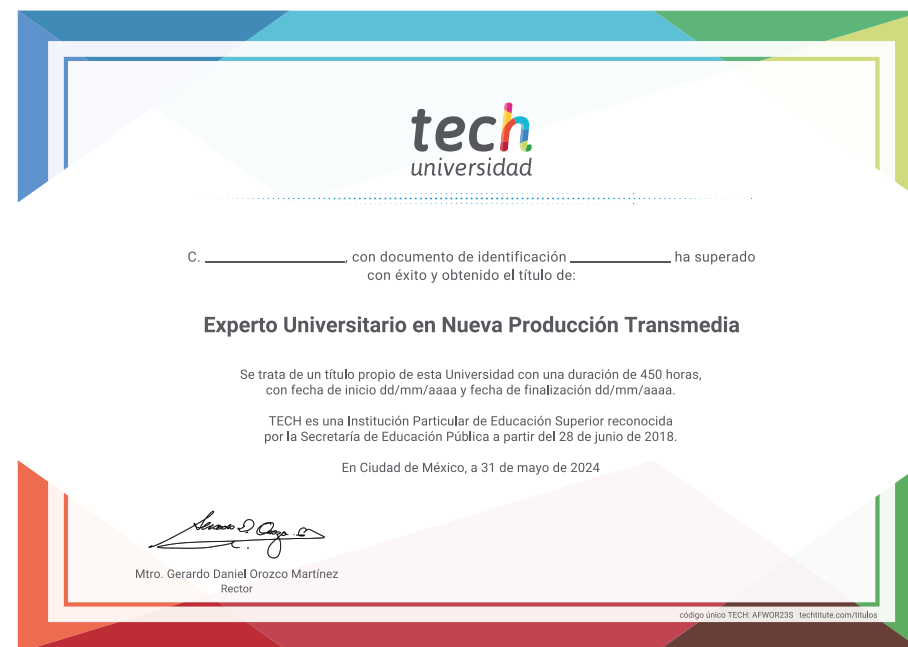 tech
universidad
C. __________________, con documento de identificación _____________ ha superado
con éxito y obtenido el título de:
Experto Universitario en Nueva Producción Transmedia
Se trata de un título propio de esta Universidad con una duración de 450 horas,
con fecha de inicio dd/mm/aaaa y fecha de finalización dd/mm/aaaa.
TECH es una Institución Particular de Educación Superior reconocida
por la Secretaría de Educación Pública a partir del 28 de junio de 2018.
En Ciudad de México, a 31 de mayo de 2024
Mtro. Gerardo Daniel Orozco Martínez
Rector
código único TECH: AFWOR23S techtitute.com/titulos